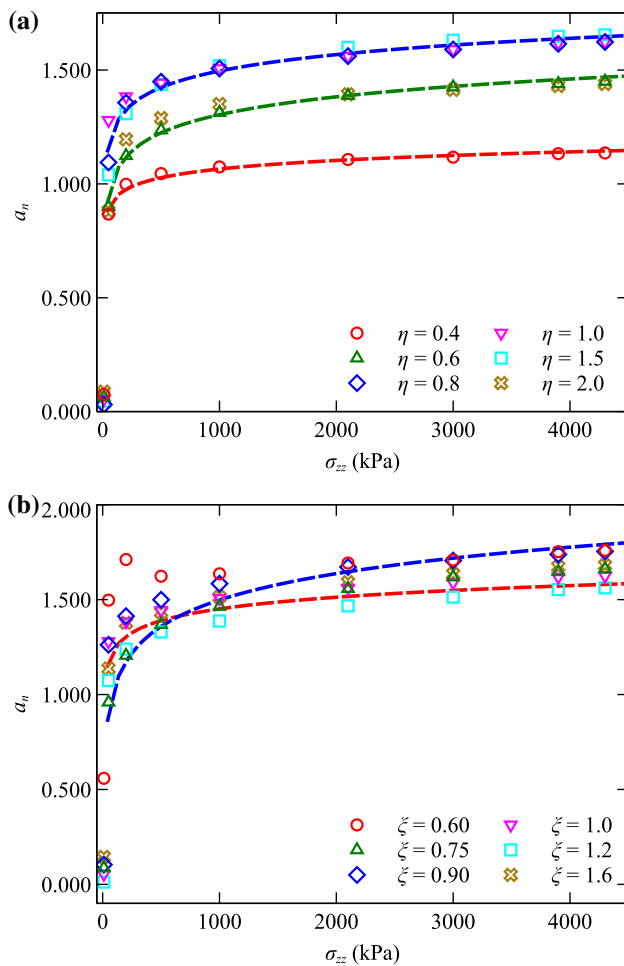 (a)
1.500
1.000
0.500
0.000
a_n
η = 0.4
η = 1.0
η = 0.6
η = 1.5
η = 0.8
η = 2.0
0
1000
2000
3000
4000
σ_zz (kPa)
(b)
2.000
1.500
1.000
0.500
0.000
a_n
ξ = 0.60
ξ = 1.0
ξ = 0.75
ξ = 1.2
ξ = 0.90
ξ = 1.6
0
1000
2000
3000
4000
σ_zz (kPa)